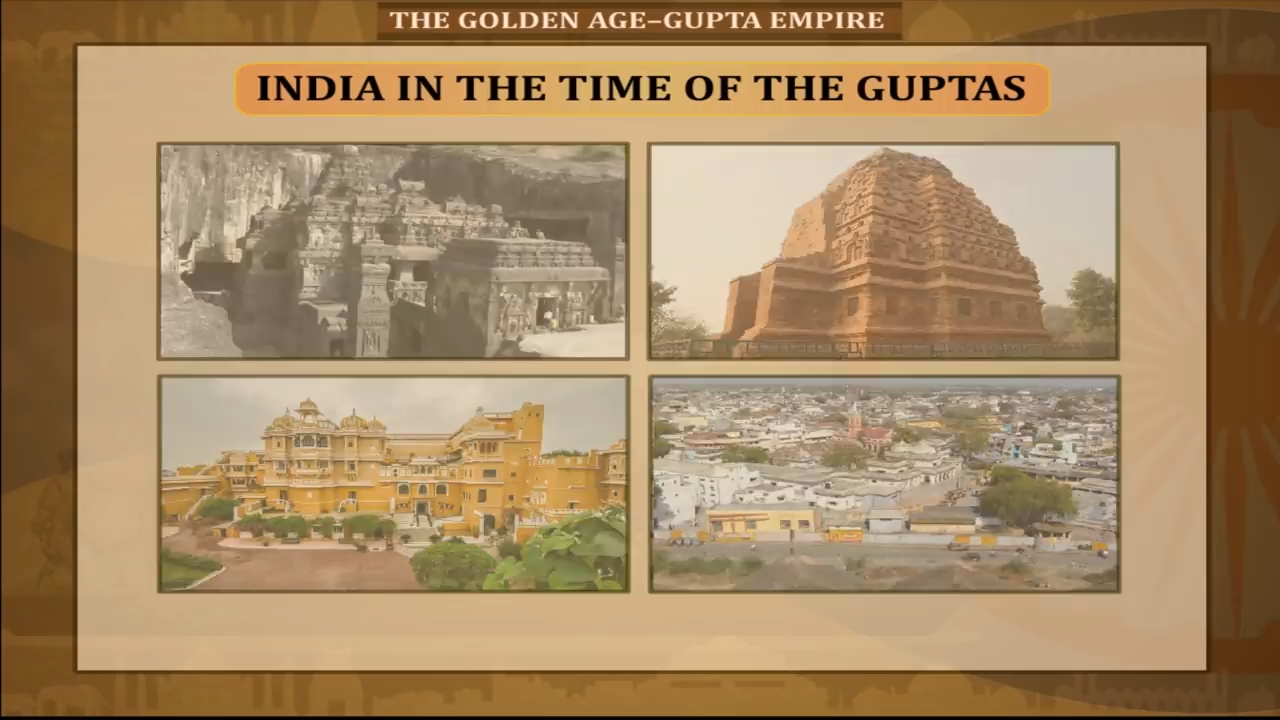 THE GOLDEN AGE–GUPTA EMPIRE
INDIA IN THE TIME OF THE GUPTAS